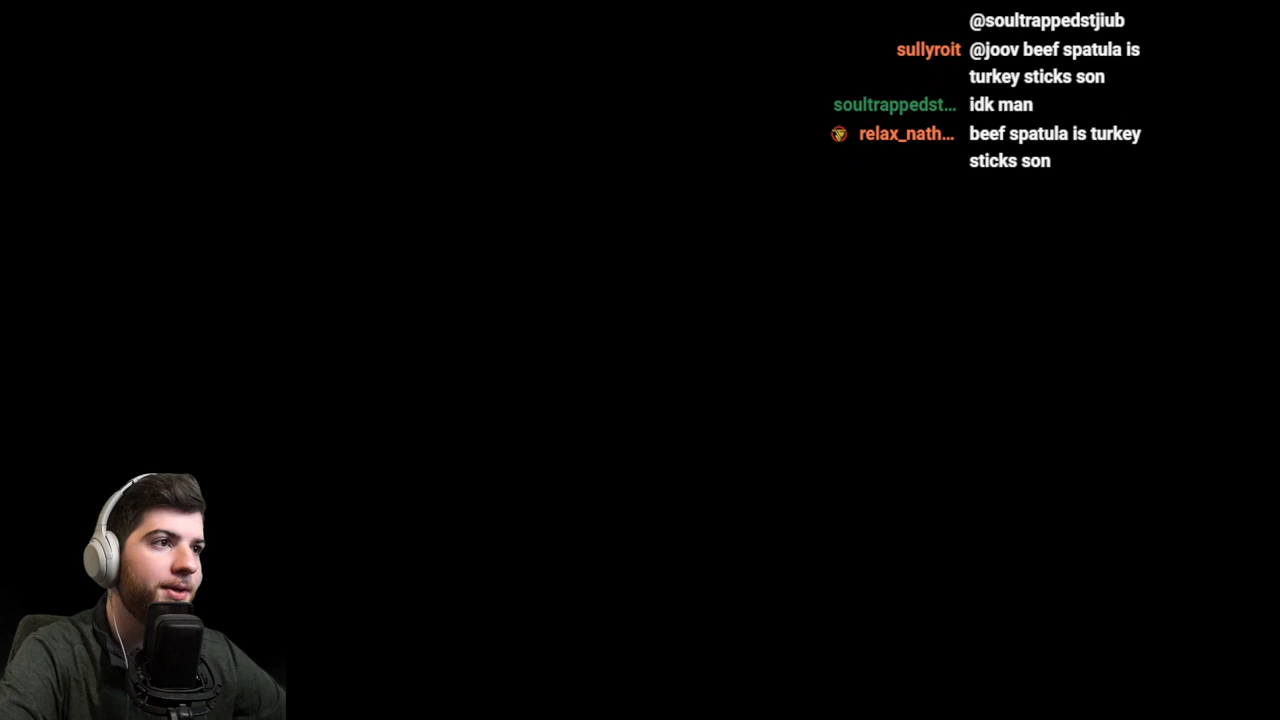 @soultrappedstjiub
sullyroit @joov beef spatula is
turkey sticks son
soultrappedst... idk man
relax_nath... beef spatula is turkey
sticks son